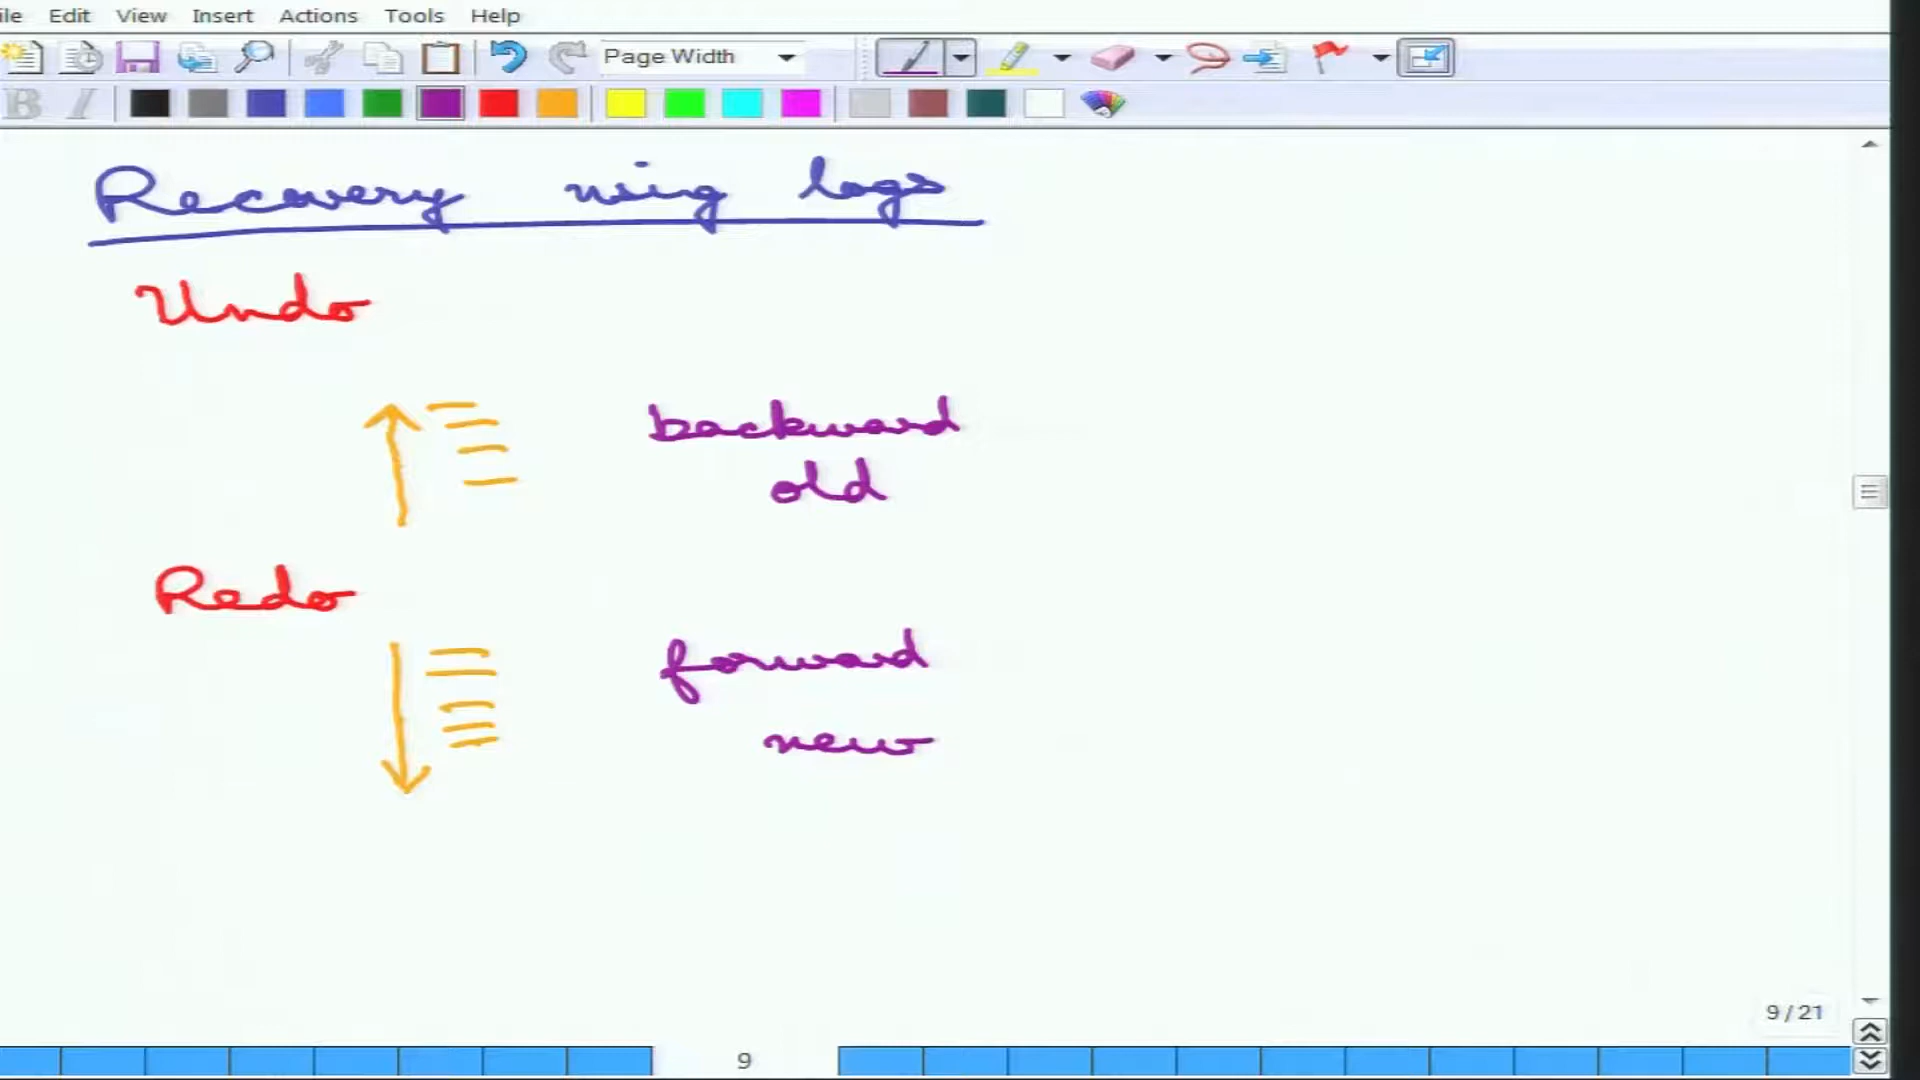 ile Edit View Insert Actions Tools Help
Page Width
B I
Recovery using logs
Undo
backward
old
Redo
forward
new
9 / 21
9